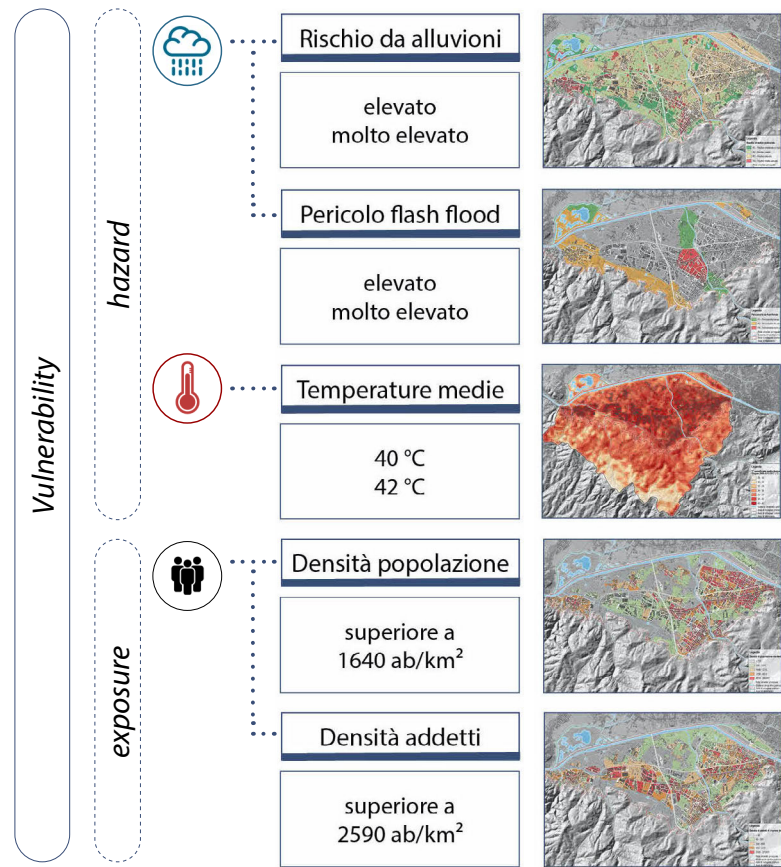 Vulnerability
hazard
Rischio da alluvioni
elevato
molto elevato
Pericolo flash flood
elevato
molto elevato
Temperature medie
40 °C
42 °C
exposure
Densità popolazione
superiore a
1640 ab/km²
Densità addetti
superiore a
2590 ab/km²